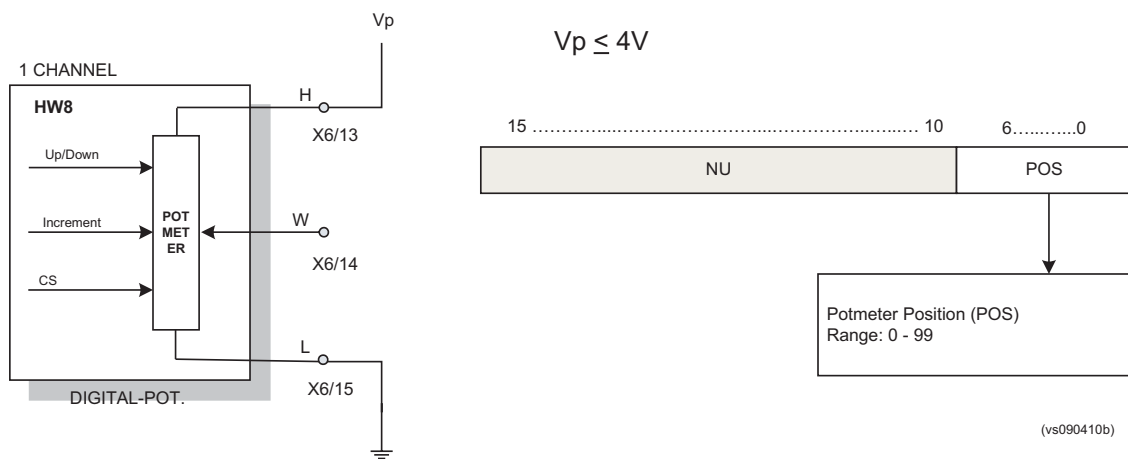 Vp
Vp ≤ 4V
1 CHANNEL
HW8
H
X6/13
Up/Down
Increment
CS
POT
MET
ER
W
X6/14
L
X6/15
DIGITAL-POT.
15 ................................................................ 10
6...........0
NU
POS
Potmeter Position (POS)
Range: 0 - 99
(vs090410b)